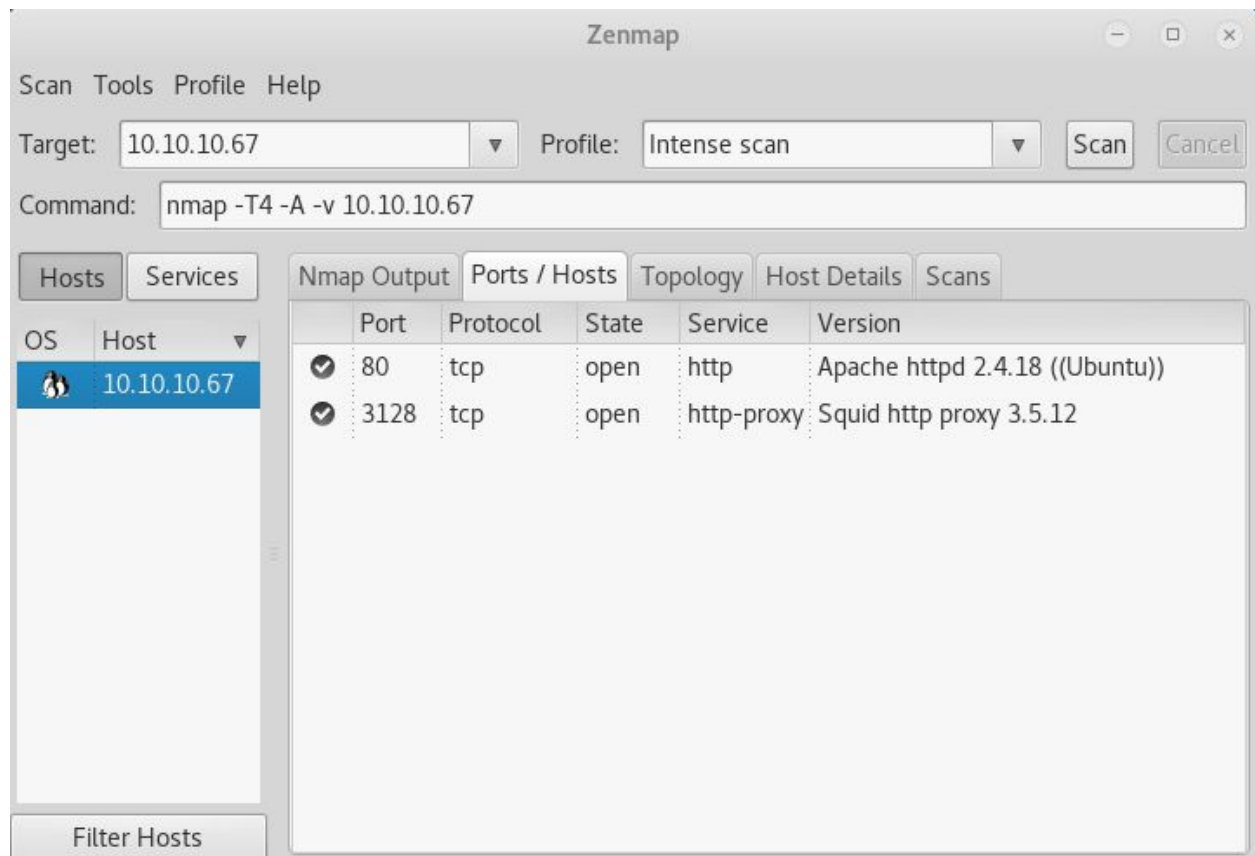 Zenmap
Scan Tools Profile Help
Target: 10.10.10.67 Profile: Intense scan Scan Cancel
Command: nmap -T4 -A -v 10.10.10.67
Hosts Services Nmap Output Ports / Hosts Topology Host Details Scans
OS Host Port Protocol State Service Version
10.10.10.67 80 tcp open http Apache httpd 2.4.18 ((Ubuntu))
3128 tcp open http-proxy Squid http proxy 3.5.12
Filter Hosts